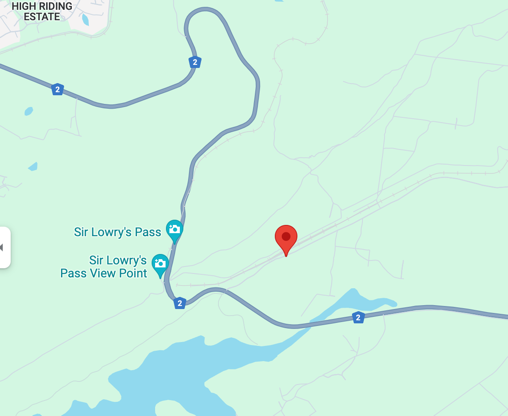 HIGH RIDING
ESTATE
2
2
Sir Lowry's Pass
Sir Lowry's
Pass View Point
2
2